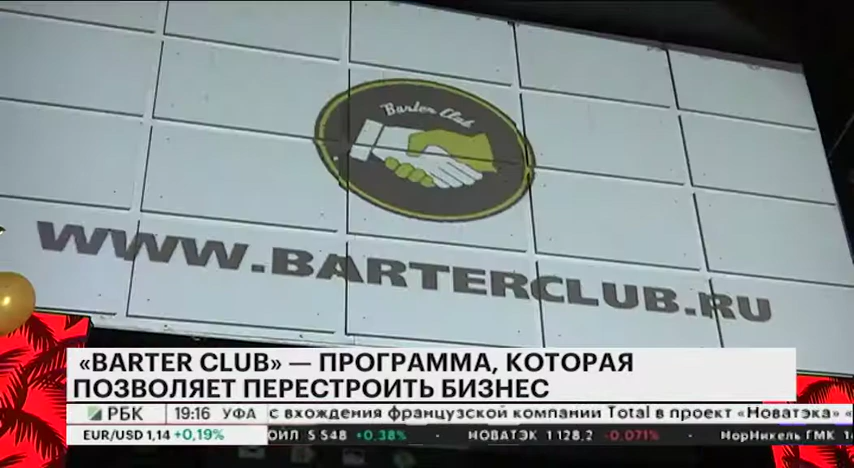 Barter Club
WWW.BARTERCLUB.RU
«BARTER CLUB» — ПРОГРАММА, КОТОРАЯ
ПОЗВОЛЯЕТ ПЕРЕСТРОИТЬ БИЗНЕС
РБК 19:16 УФА с вхождения французской компании Total в проект «Новатэка»
EUR/USD 1,14 +0,19% ОЙЛ 5 548 +0,38% НОВАТЭК 1 128,2 -0,071% НорНикель ГМК